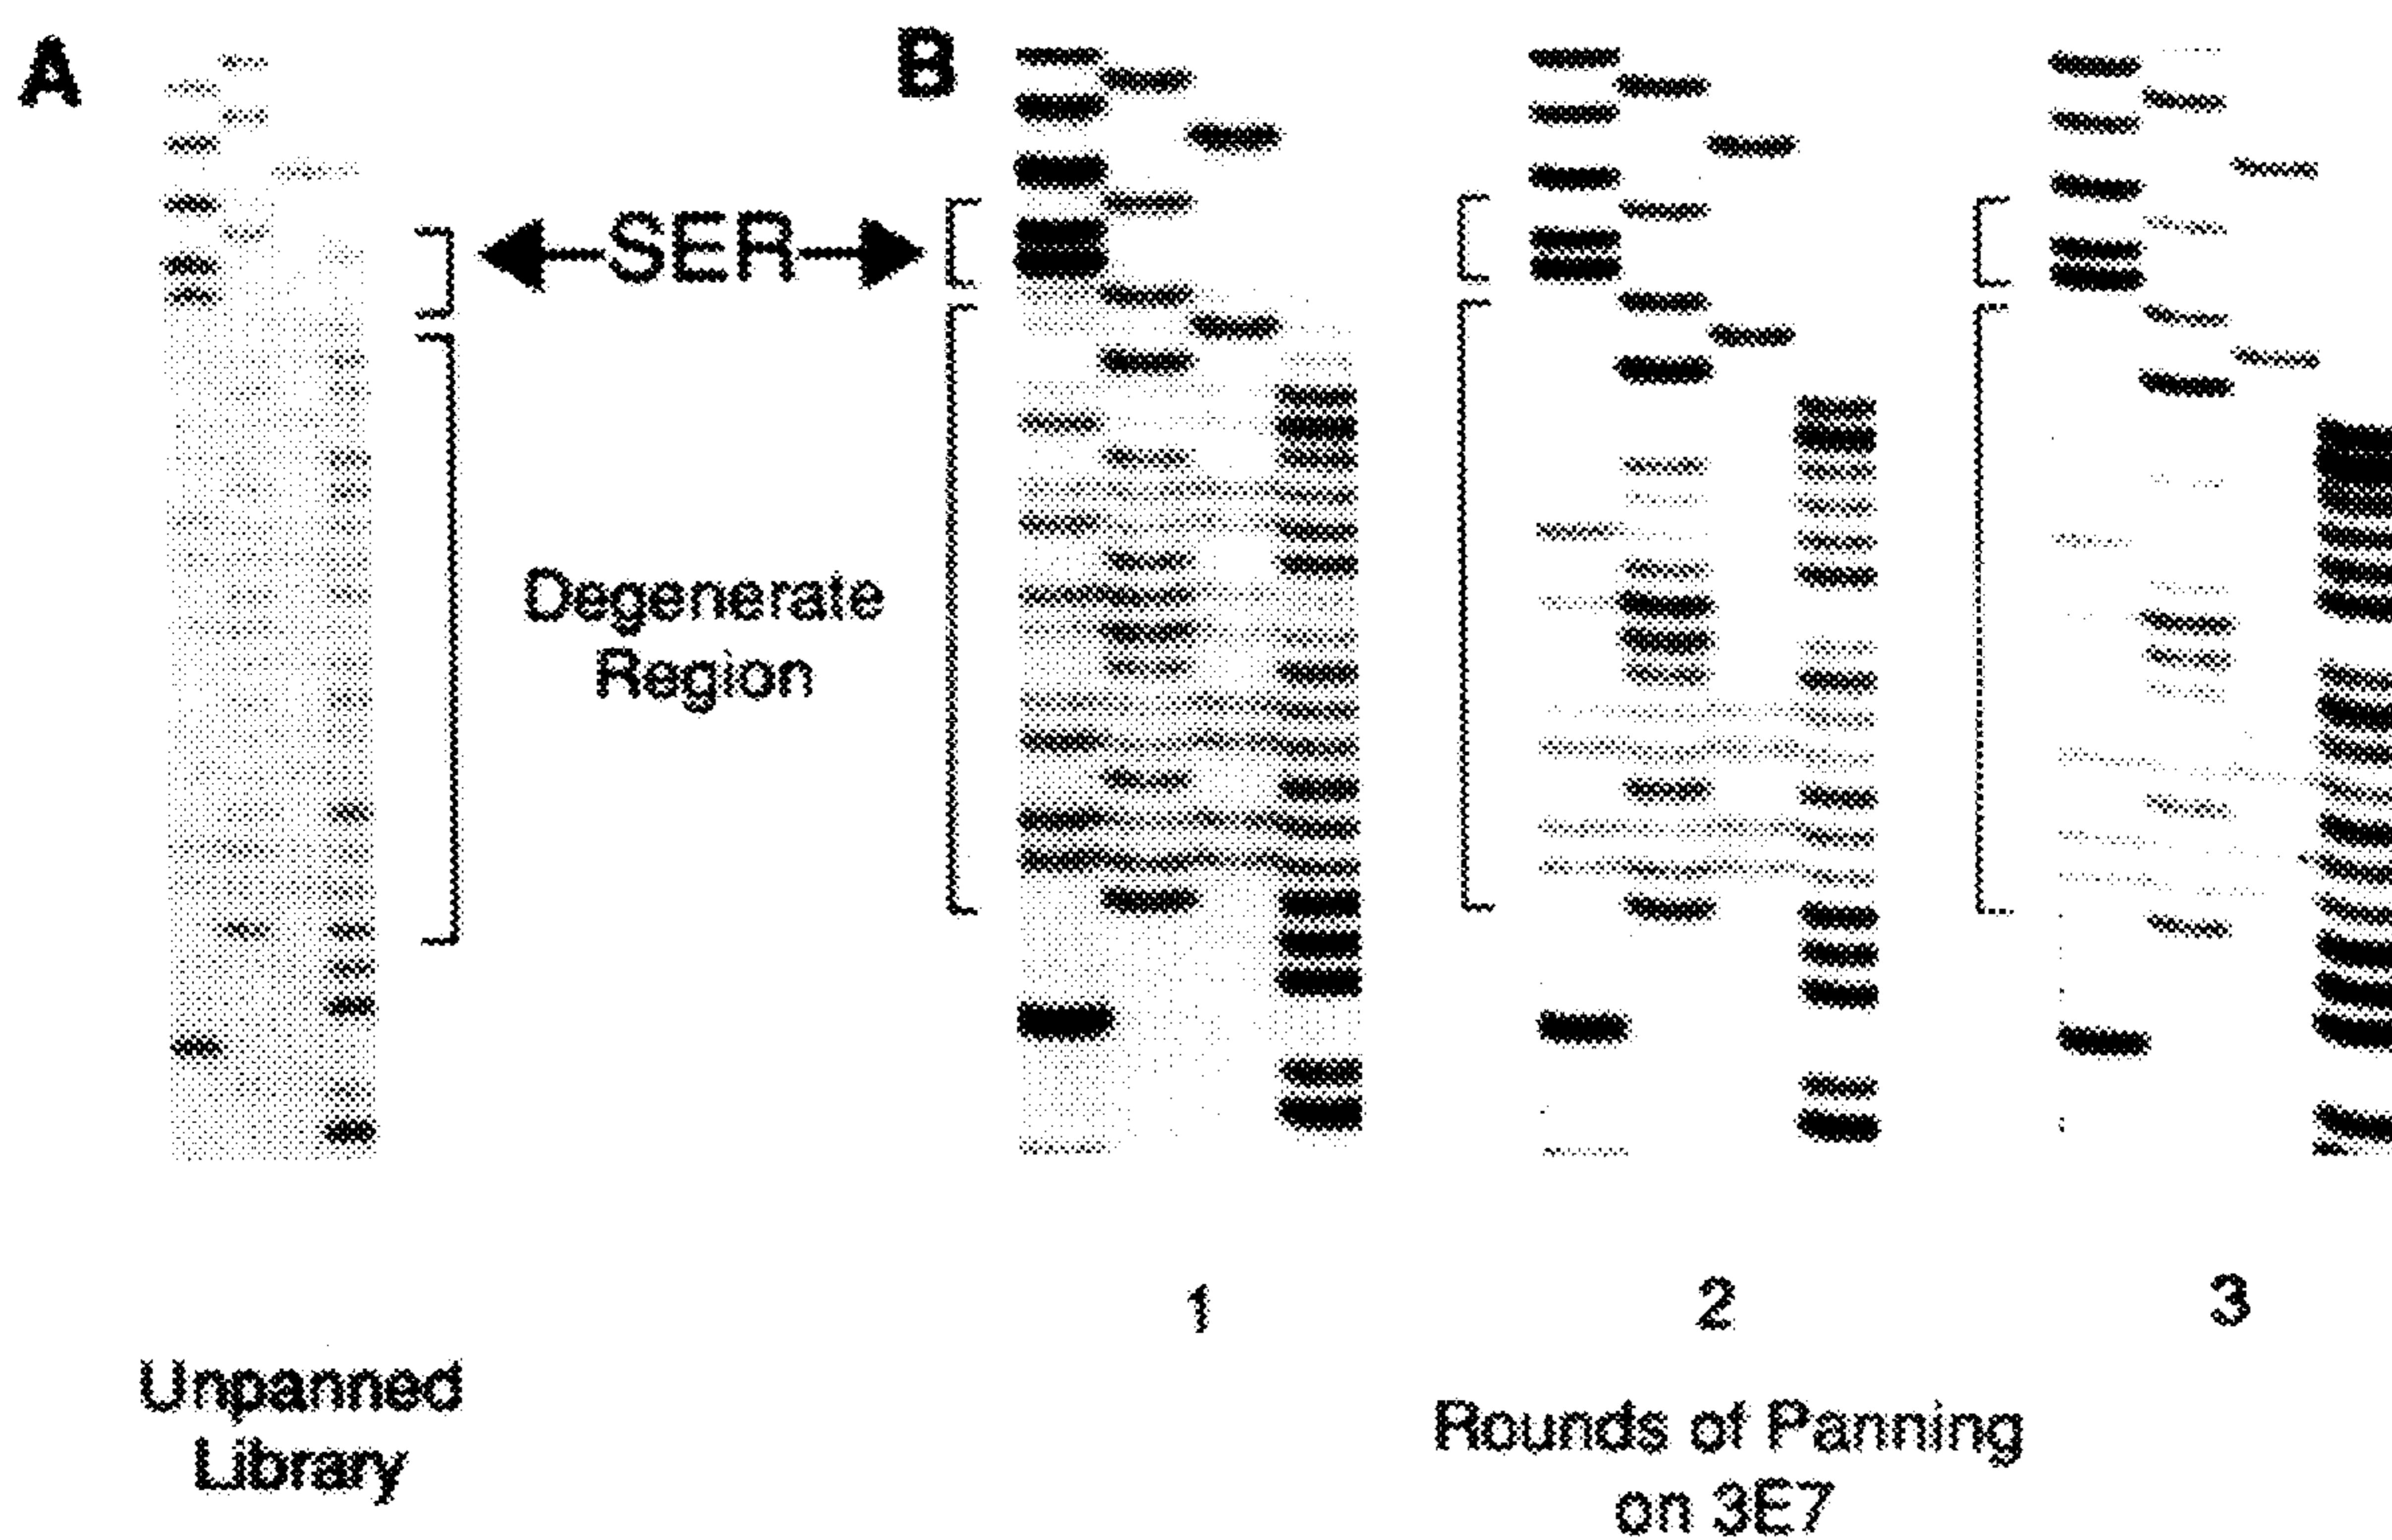 A
B
SER
Degenerate
Region
1
2
3
Unpanned
Library
Rounds of Panning
on 3E7